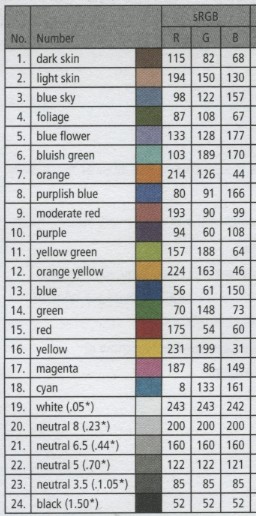 sRGB
No. Number R G B
1. dark skin 115 82 68
2. light skin 194 150 130
3. blue sky 98 122 157
4. foliage 87 108 67
5. blue flower 133 128 177
6. bluish green 103 189 170
7. orange 214 126 44
8. purplish blue 80 91 166
9. moderate red 193 90 99
10. purple 94 60 108
11. yellow green 157 188 64
12. orange yellow 224 163 46
13. blue 56 61 150
14. green 70 148 73
15. red 175 54 60
16. yellow 231 199 31
17. magenta 187 86 149
18. cyan 8 133 161
19. white (.05*) 243 243 242
20. neutral 8 (.23*) 200 200 200
21. neutral 6.5 (.44*) 160 160 160
22. neutral 5 (.70*) 122 122 121
23. neutral 3.5 (.1.05*) 85 85 85
24. black (1.50*) 52 52 52